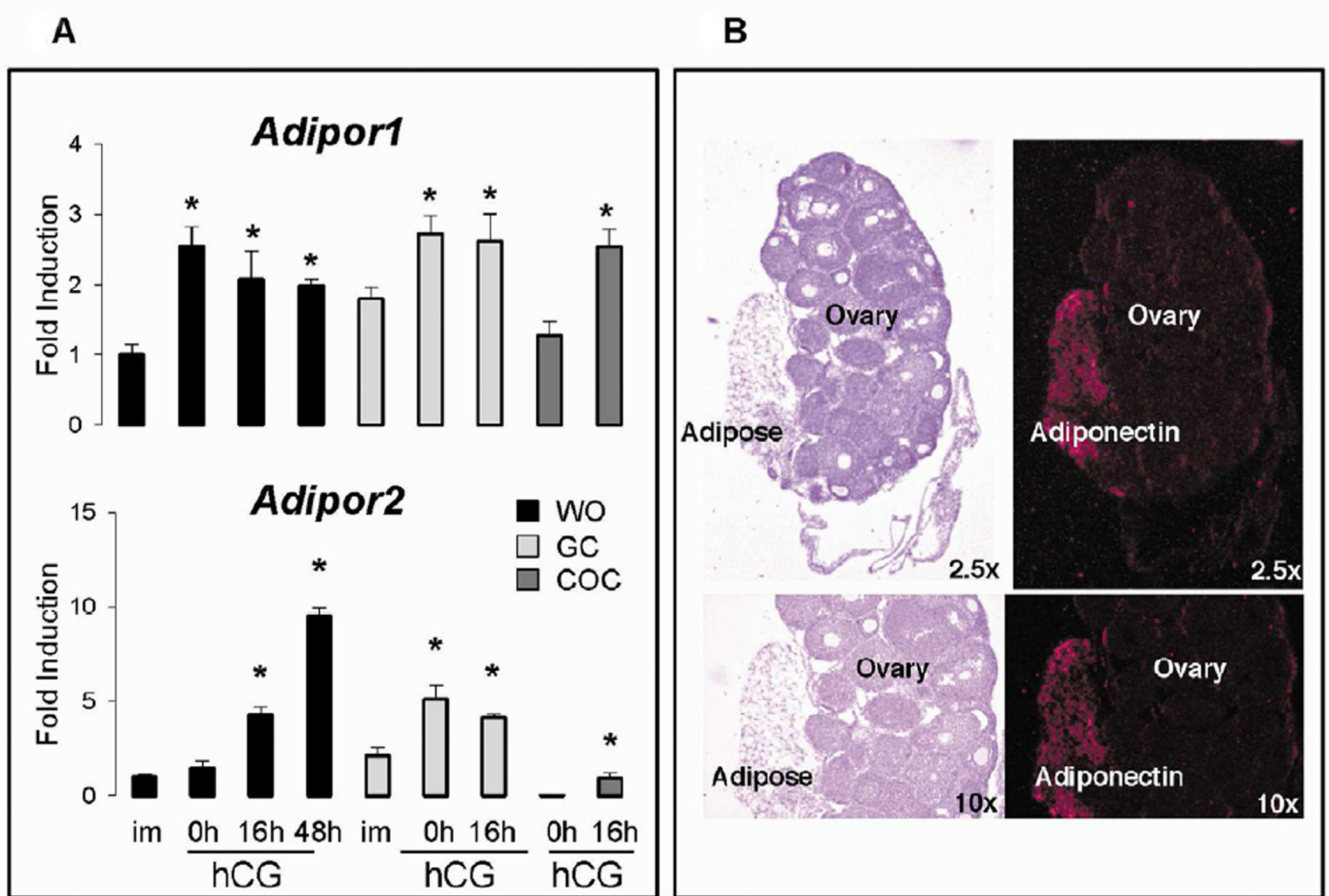 A
Adipor1
Fold Induction
4
3
2
1
0
* * * * * *
Adipor2
Fold Induction
15
10
5
0
* * * * *
WO
GC
COC
im 0h 16h 48h im 0h 16h 0h 16h
hCG hCG hCG
B
Ovary
Adipose
2.5x
Ovary
Adiponectin
2.5x
Ovary
Adipose
10x
Ovary
Adiponectin
10x